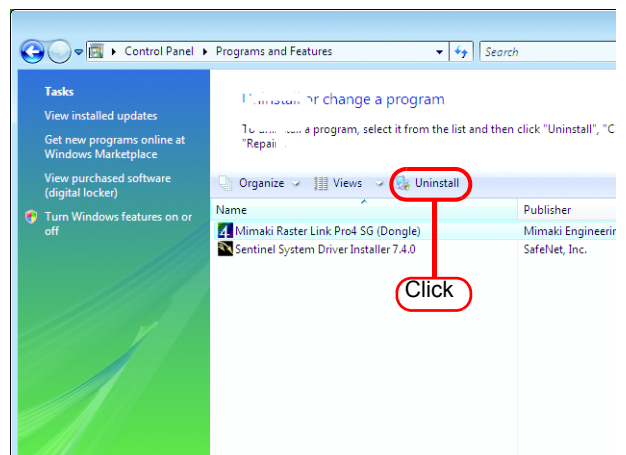 Control Panel ▸ Programs and Features
Search
Tasks
View installed updates
Get new programs online at
Windows Marketplace
View purchased software
(digital locker)
Turn Windows features on or
off
or change a program
a program, select it from the list and then click "Uninstall", "C
"Repai
Organize
Views
Uninstall
Name
Publisher
Mimaki Raster Link Pro4 SG (Dongle)
Mimaki Engineerin
Sentinel System Driver Installer 7.4.0
SafeNet, Inc.
Click